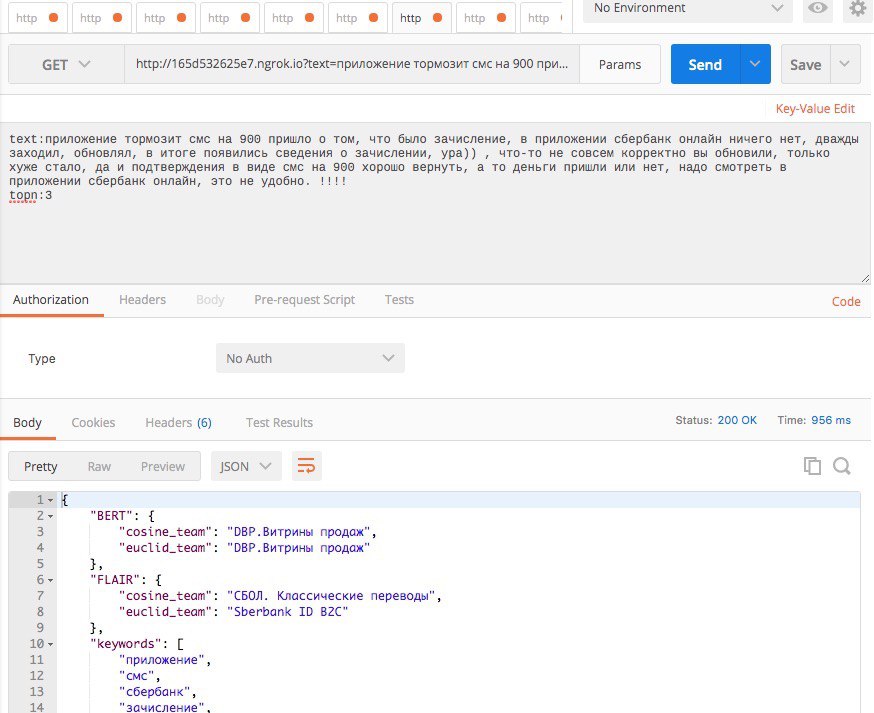 http http http http http http http http http No Environment
GET http://165d532625e7.ngrok.io?text=приложение тормозит смс на 900 при... Params Send Save
Key-Value Edit
text:приложение тормозит смс на 900 пришло о том, что было зачисление, в приложении сбербанк онлайн ничего нет, дважды
заходил, обновлял, в итоге появились сведения о зачислении, ура)) , что-то не совсем корректно вы обновили, только
хуже стало, да и подтверждения в виде смс на 900 хорошо вернуть, а то деньги пришли или нет, надо смотреть в
приложении сбербанк онлайн, это не удобно. !!!!
topn:3
Authorization Headers Body Pre-request Script Tests Code
Type No Auth
Body Cookies Headers (6) Test Results Status: 200 OK Time: 956 ms
Pretty Raw Preview JSON
1 {
2 "BERT": {
3 "cosine_team": "DBP.Витрины продаж",
4 "euclid_team": "DBP.Витрины продаж"
5 },
6 "FLAIR": {
7 "cosine_team": "СБОЛ. Классические переводы",
8 "euclid_team": "Sberbank ID B2C"
9 },
10 "keywords": [
11 "приложение",
12 "смс",
13 "сбербанк",
14 "зачисление",